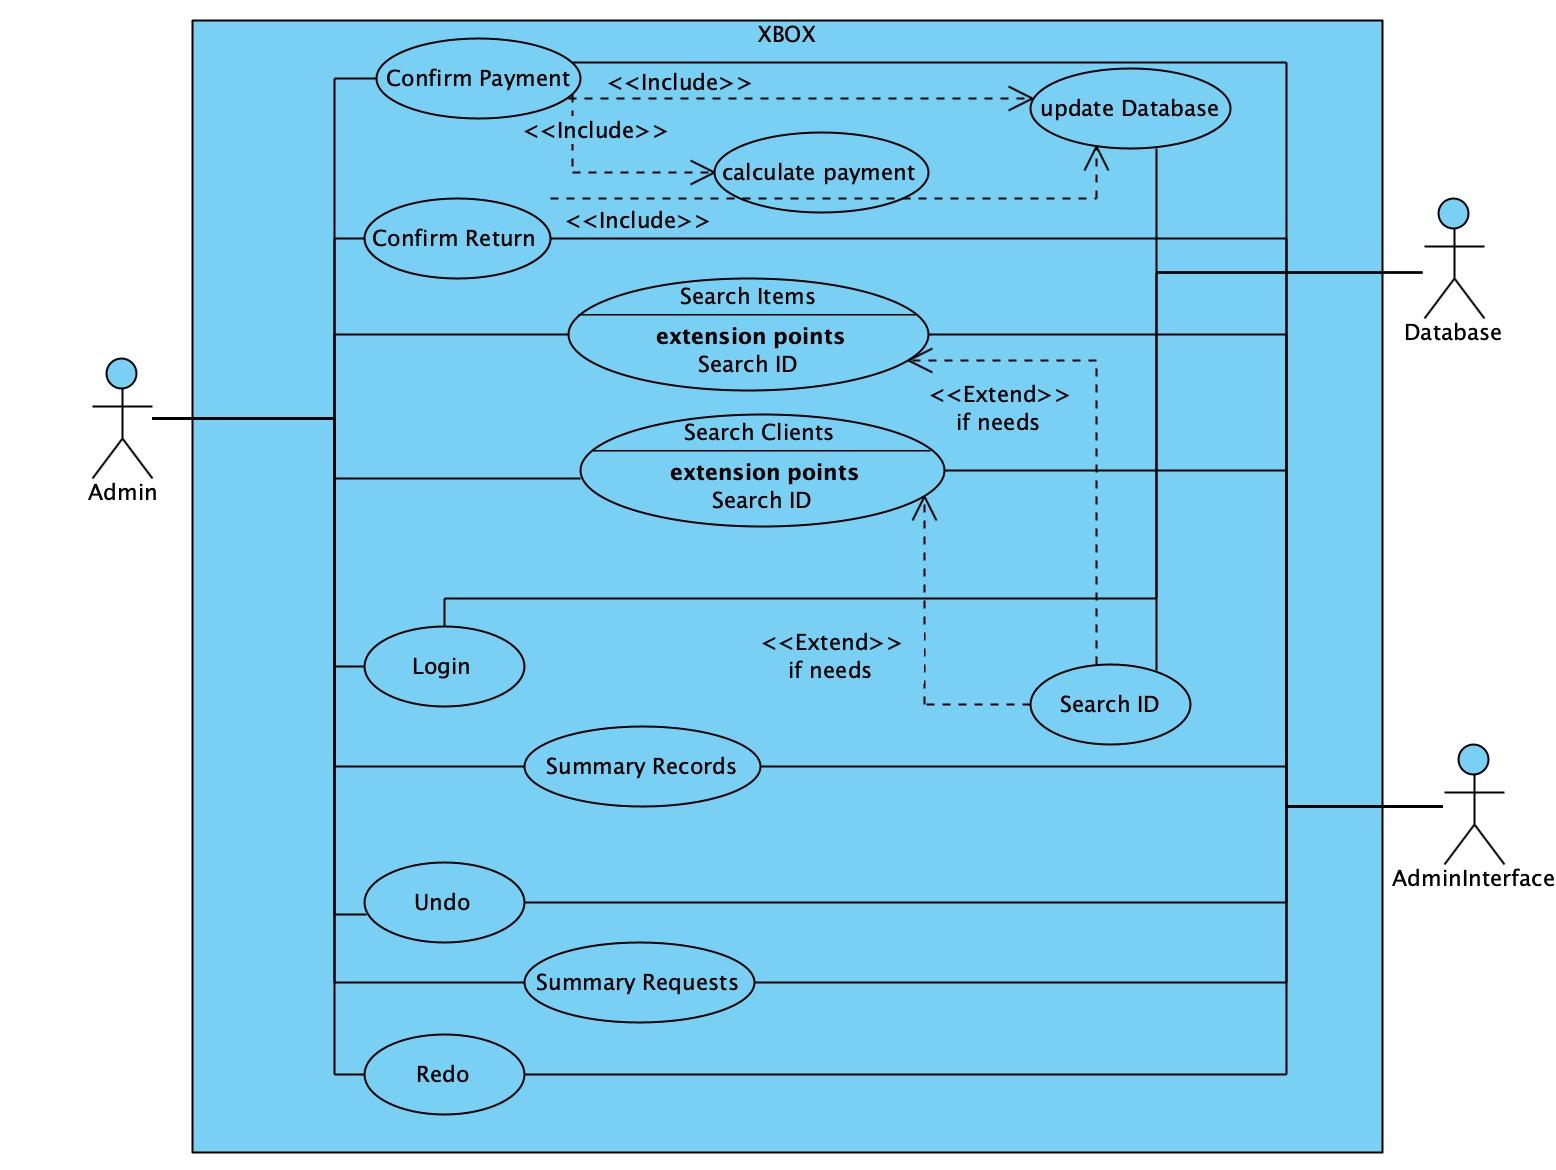 XBOX
Confirm Payment
<<Include>>
update Database
<<Include>>
calculate payment
<<Include>>
Confirm Return
Search Items
extension points
Search ID
Database
<<Extend>>
if needs
Search Clients
extension points
Search ID
Admin
<<Extend>>
if needs
Login
Search ID
Summary Records
AdminInterface
Undo
Summary Requests
Redo